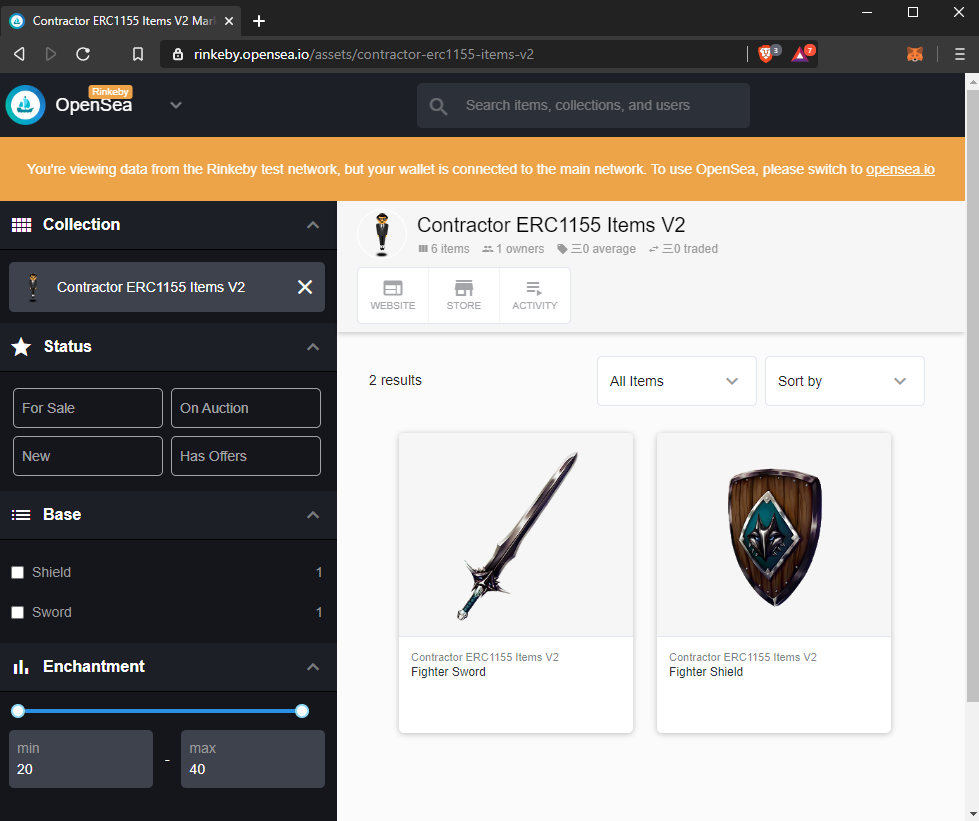 Contractor ERC1155 Items V2 Mar
rinkeby.opensea.io/assets/contractor-erc1155-items-v2
3
7
Rinkeby
OpenSea
Search items, collections, and users
You're viewing data from the Rinkeby test network, but your wallet is connected to the main network. To use OpenSea, please switch to opensea.io
Collection
Contractor ERC1155 Items V2
Status
For Sale
On Auction
New
Has Offers
Base
Shield 1
Sword 1
Enchantment
min
20
-
max
40
Contractor ERC1155 Items V2
6 items 1 owners Ξ0 average Ξ0 traded
WEBSITE
STORE
ACTIVITY
2 results
All Items
Sort by
Contractor ERC1155 Items V2
Fighter Sword
Contractor ERC1155 Items V2
Fighter Shield